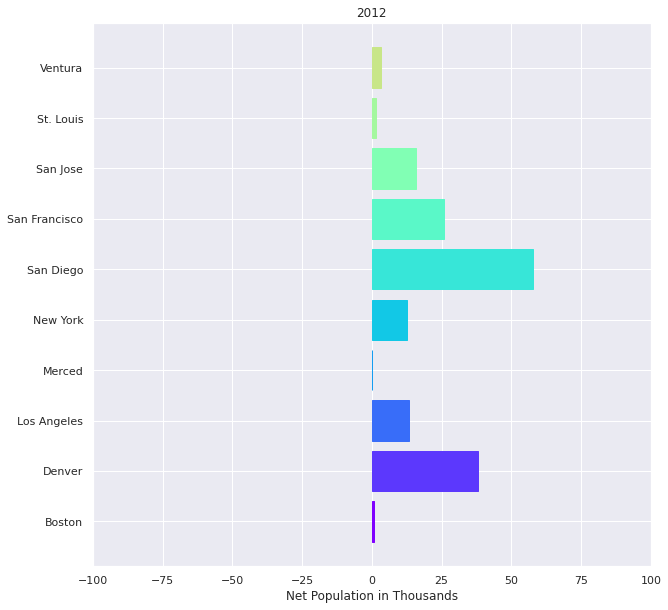 2012
Ventura
St. Louis
San Jose
San Francisco
San Diego
New York
Merced
Los Angeles
Denver
Boston
−100 −75 −50 −25 0 25 50 75 100
Net Population in Thousands